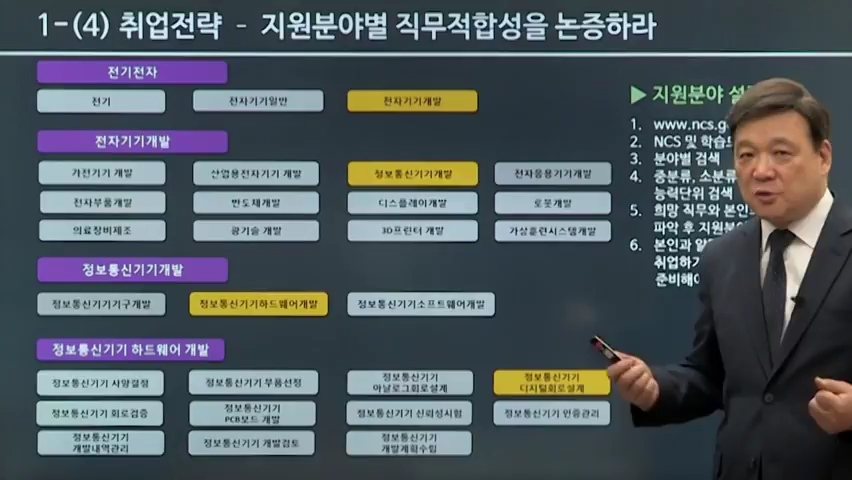 1-(4) 취업전략 - 지원분야별 직무적합성을 논증하라
전기전자
전기
전자기기일반
전자기기개발
전자기기개발
가전기기 개발
산업용전자기기 개발
정보통신기기개발
전자응용기기개발
전자부품개발
반도체개발
디스플레이개발
로봇개발
의료장비제조
광기술 개발
3D프린터 개발
가상훈련시스템개발
정보통신기기개발
정보통신기기기구개발
정보통신기기하드웨어개발
정보통신기기소프트웨어개발
정보통신기기 하드웨어 개발
정보통신기기 사양결정
정보통신기기 부품선정
정보통신기기
아날로그회로설계
정보통신기기
디지털회로설계
정보통신기기 회로검증
정보통신기기
PCB보드 개발
정보통신기기 신뢰성시험
정보통신기기 인증관리
정보통신기기
개발내역관리
정보통신기기 개발검토
정보통신기기
개발계획수립
▶ 지원분야
1. www.ncs.g
2. NCS 및
3. 분야별 검색
4. 중분류, 소분류
능력단위 검색
5. 희망 직무와
파악 후
6. 본인과